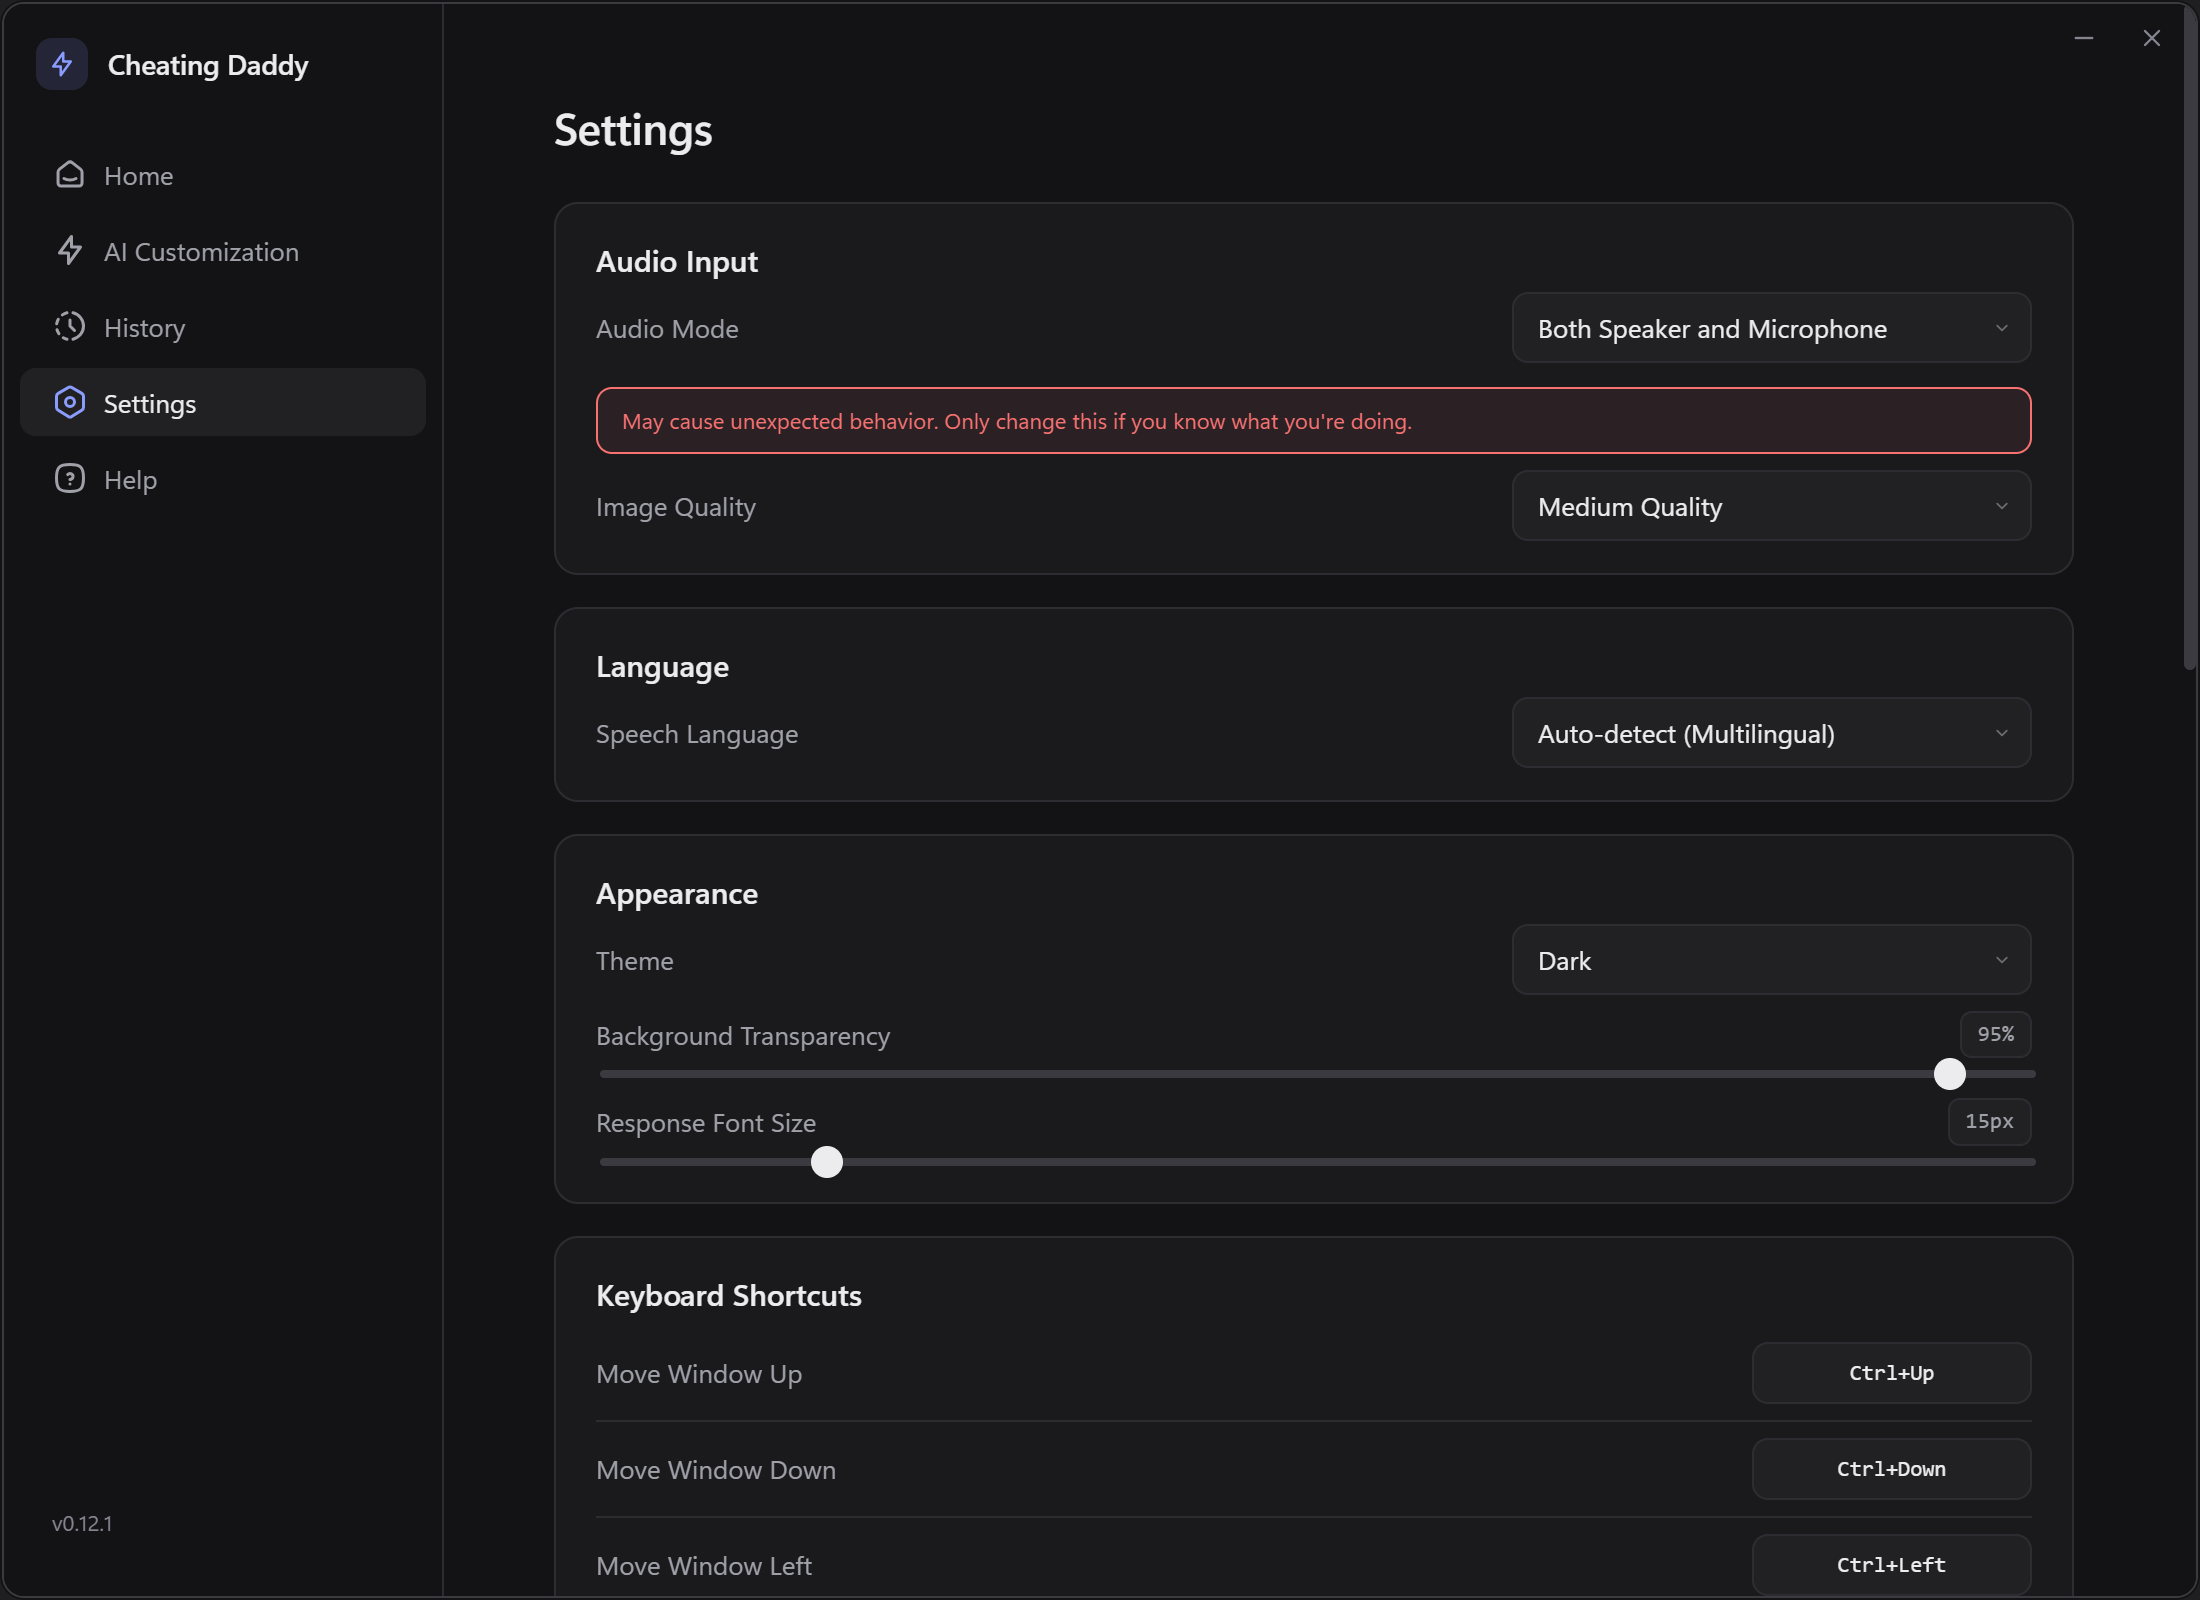 Cheating Daddy
Home
AI Customization
History
Settings
Help
v0.12.1
Settings
Audio Input
Audio Mode
Both Speaker and Microphone
May cause unexpected behavior. Only change this if you know what you're doing.
Image Quality
Medium Quality
Language
Speech Language
Auto-detect (Multilingual)
Appearance
Theme
Dark
Background Transparency
95%
Response Font Size
15px
Keyboard Shortcuts
Move Window Up
Ctrl+Up
Move Window Down
Ctrl+Down
Move Window Left
Ctrl+Left